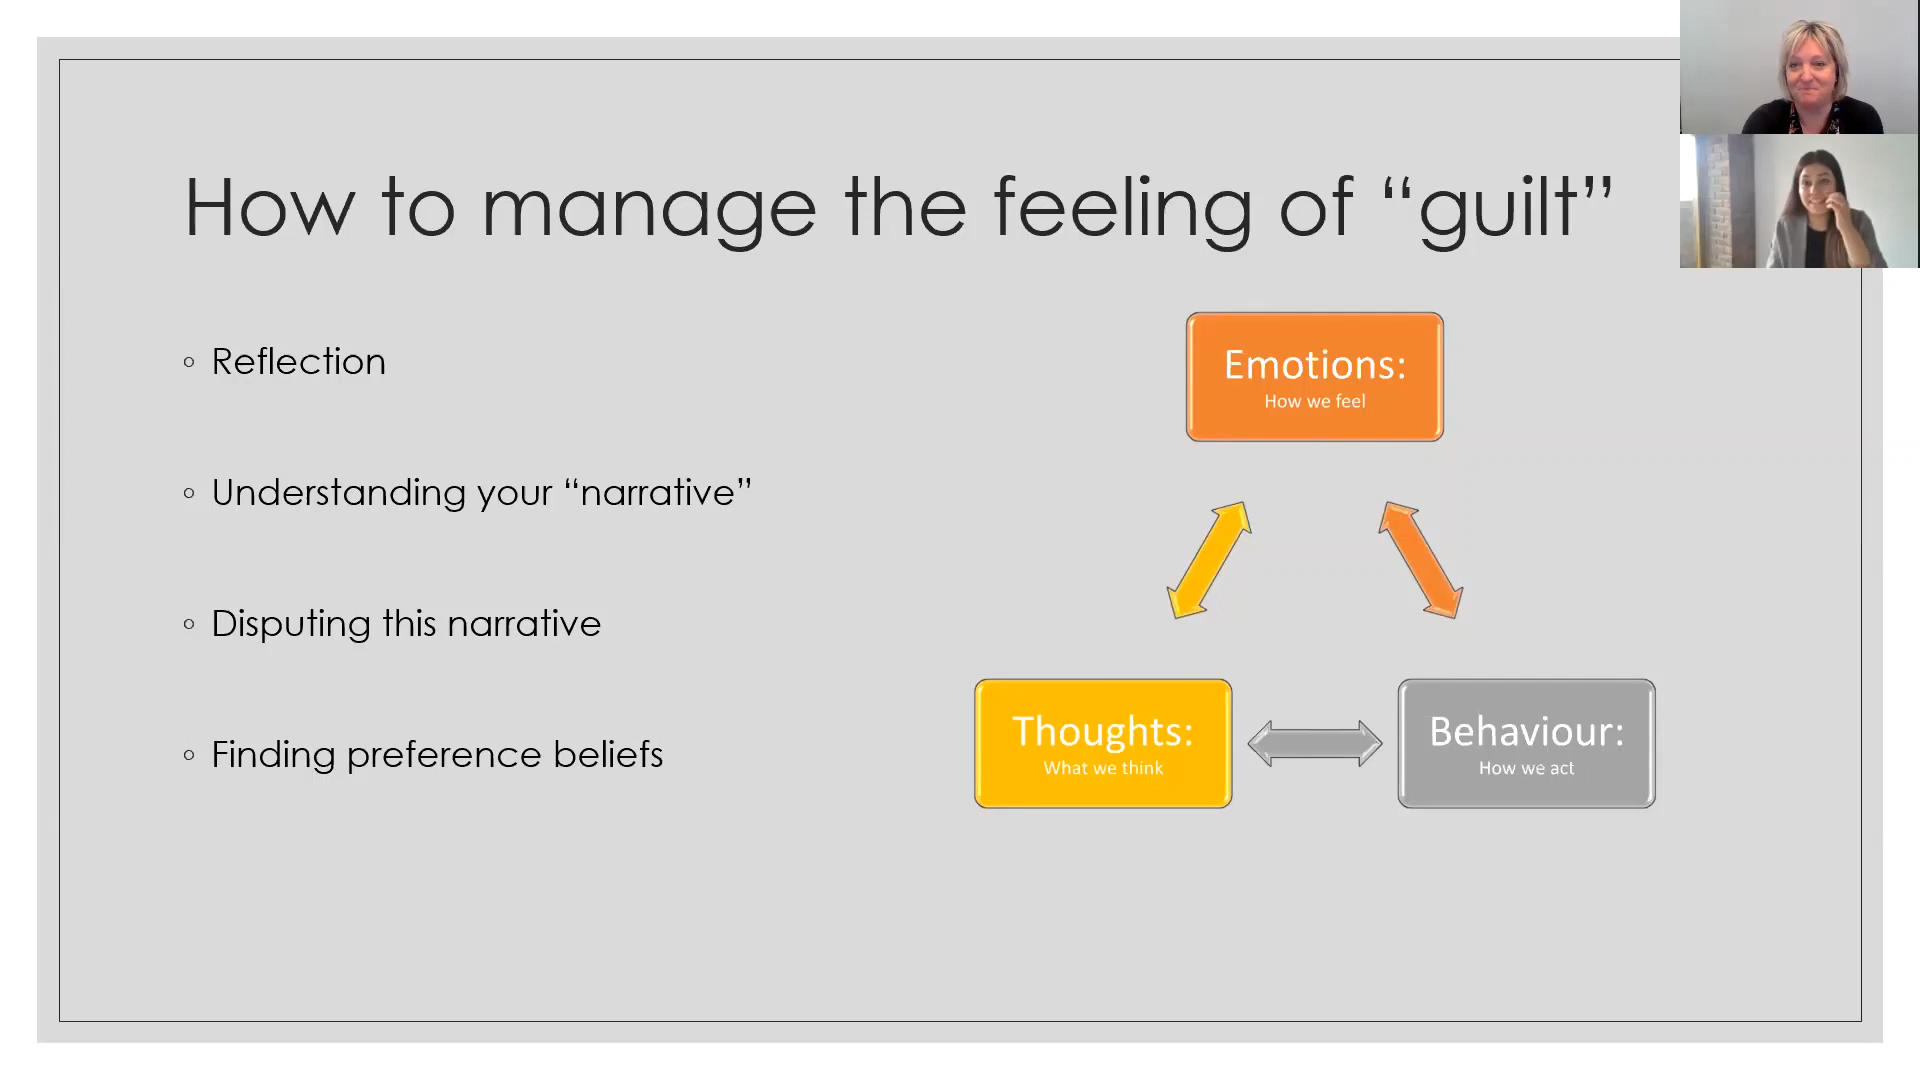 How to manage the feeling of “guilt”
◦ Reflection
◦ Understanding your “narrative”
◦ Disputing this narrative
◦ Finding preference beliefs
Emotions:
How we feel
Thoughts:
What we think
Behaviour:
How we act